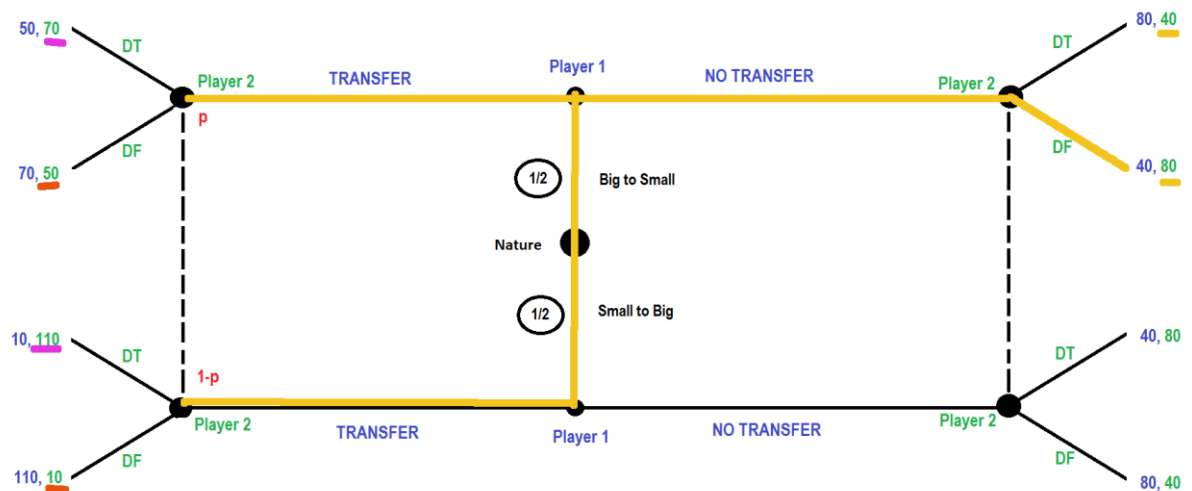 50, 70
80, 40
DT
DT
Player 2
TRANSFER
Player 1
NO TRANSFER
Player 2
p
DF
DF
70, 50
40, 80
1/2
Big to Small
Nature
1/2
Small to Big
10, 110
40, 80
DT
DT
1-p
Player 2
TRANSFER
Player 1
NO TRANSFER
Player 2
DF
DF
110, 10
80, 40